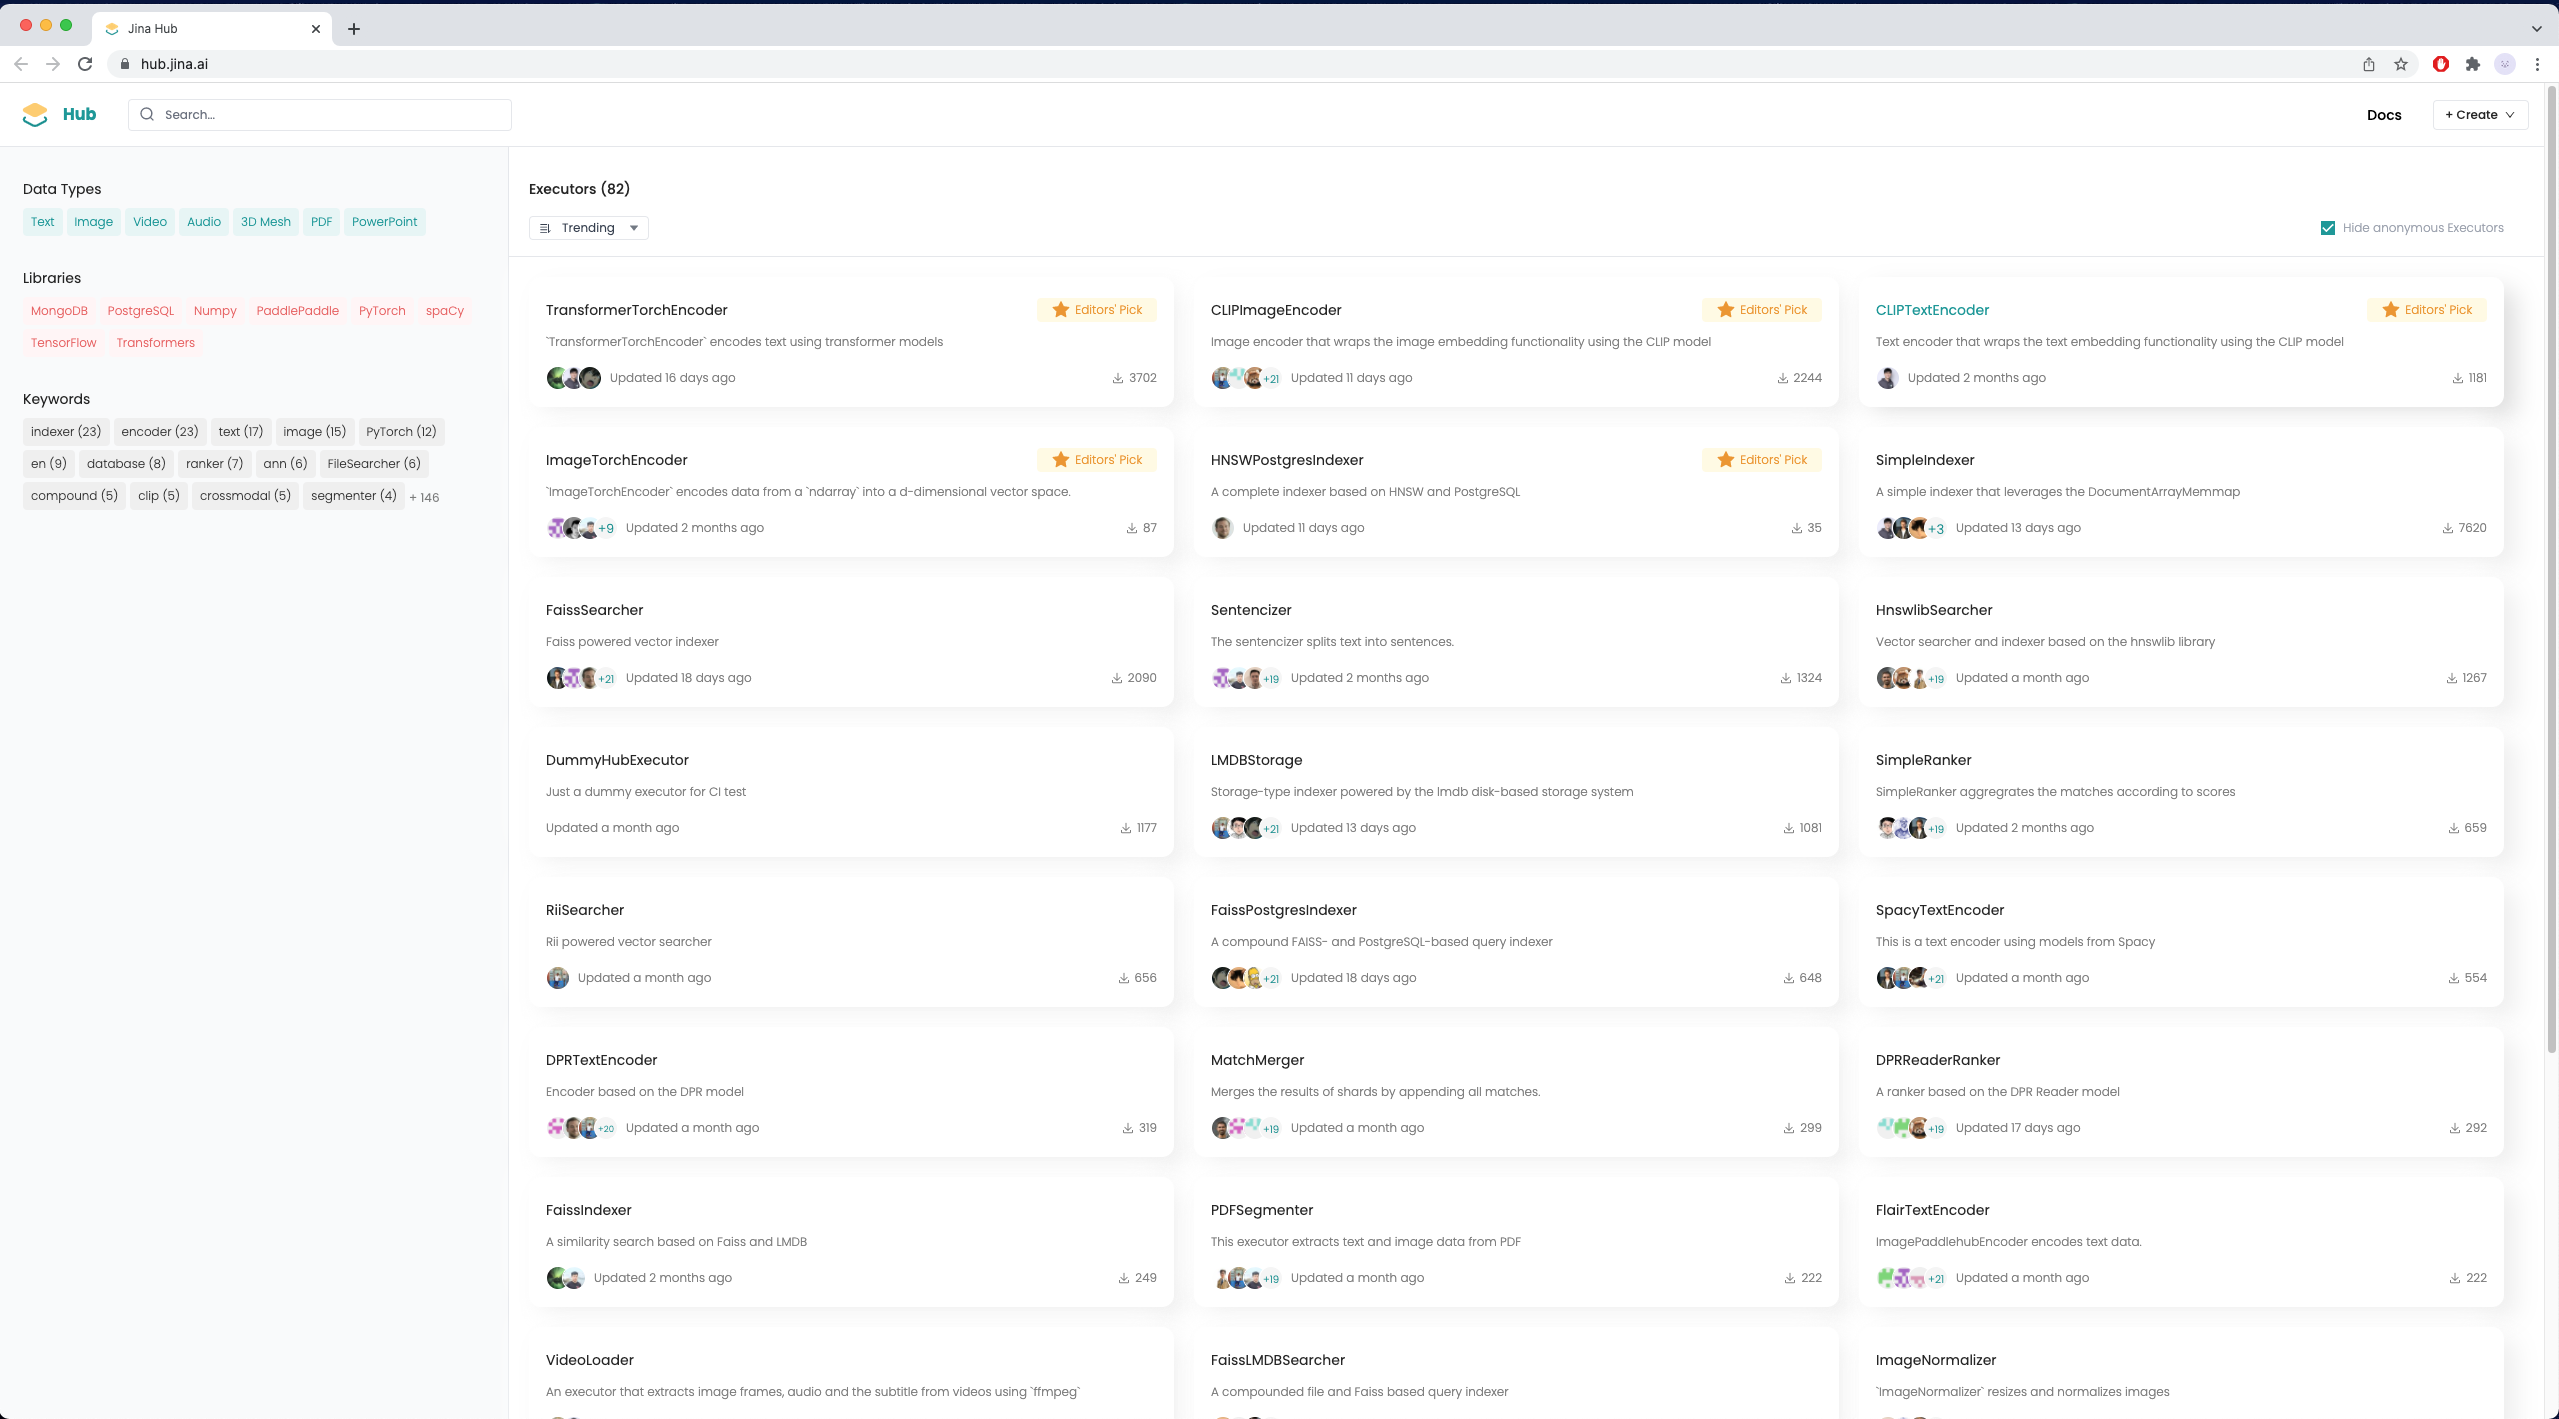 Jina Hub
hub.jina.ai
Hub
Search...
Docs
+ Create
Data Types
Text Image Video Audio 3D Mesh PDF PowerPoint
Libraries
MongoDB PostgreSQL Numpy PaddlePaddle PyTorch spaCy
TensorFlow Transformers
Keywords
indexer (23) encoder (23) text (17) image (15) PyTorch (12)
en (9) database (8) ranker (7) ann (6) FileSearcher (6)
compound (5) clip (5) crossmodal (5) segmenter (4) + 146
Executors (82)
Trending
Hide anonymous Executors
TransformerTorchEncoder
Editors' Pick
`TransformerTorchEncoder` encodes text using transformer models
Updated 16 days ago
3702
CLIPImageEncoder
Editors' Pick
Image encoder that wraps the image embedding functionality using the CLIP model
+21 Updated 11 days ago
2244
CLIPTextEncoder
Editors' Pick
Text encoder that wraps the text embedding functionality using the CLIP model
Updated 2 months ago
1181
ImageTorchEncoder
Editors' Pick
`ImageTorchEncoder` encodes data from a `ndarray` into a d-dimensional vector space.
+9 Updated 2 months ago
87
HNSWPostgresIndexer
Editors' Pick
A complete indexer based on HNSW and PostgreSQL
Updated 11 days ago
35
SimpleIndexer
A simple indexer that leverages the DocumentArrayMemmap
+3 Updated 13 days ago
7620
FaissSearcher
Faiss powered vector indexer
+21 Updated 18 days ago
2090
Sentencizer
The sentencizer splits text into sentences.
+19 Updated 2 months ago
1324
HnswlibSearcher
Vector searcher and indexer based on the hnswlib library
+19 Updated a month ago
1267
DummyHubExecutor
Just a dummy executor for CI test
Updated a month ago
1177
LMDBStorage
Storage-type indexer powered by the lmdb disk-based storage system
+21 Updated 13 days ago
1081
SimpleRanker
SimpleRanker aggregrates the matches according to scores
+19 Updated 2 months ago
659
RiiSearcher
Rii powered vector searcher
Updated a month ago
656
FaissPostgresIndexer
A compound FAISS- and PostgreSQL-based query indexer
+21 Updated 18 days ago
648
SpacyTextEncoder
This is a text encoder using models from Spacy
+21 Updated a month ago
554
DPRTextEncoder
Encoder based on the DPR model
+20 Updated a month ago
319
MatchMerger
Merges the results of shards by appending all matches.
+19 Updated a month ago
299
DPRReaderRanker
A ranker based on the DPR Reader model
+19 Updated 17 days ago
292
FaissIndexer
A similarity search based on Faiss and LMDB
Updated 2 months ago
249
PDFSegmenter
This executor extracts text and image data from PDF
+19 Updated a month ago
222
FlairTextEncoder
ImagePaddlehubEncoder encodes text data.
+21 Updated a month ago
222
VideoLoader
An executor that extracts image frames, audio and the subtitle from videos using `ffmpeg`
FaissLMDBSearcher
A compounded file and Faiss based query indexer
ImageNormalizer
`ImageNormalizer` resizes and normalizes images